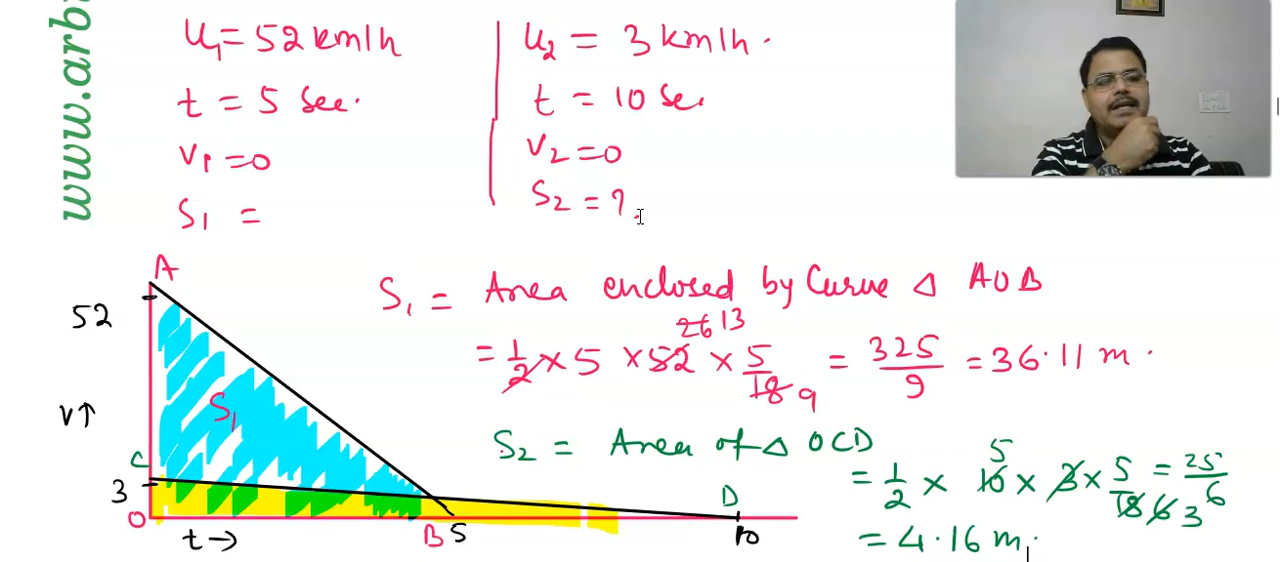 www.arb
U₁ = 52 km/h
t = 5 Sec.
V₁ = 0
S₁ =
U₂ = 3 km/h.
t = 10 Sec
V₂ = 0
S₂ = ?
A
52
V↑
S₁
C
3
O
t →
B 5
D
10
S₁ = Area enclosed by Curve △ AOB
26 13
= 1/2 × 5 × 52 × 5/18 9 = 325/9 = 36.11 m.
S₂ = Area of △ OCD
5
= 1/2 × 10 × 3 × 5/18 6 3 = 25/6
= 4.16 m.